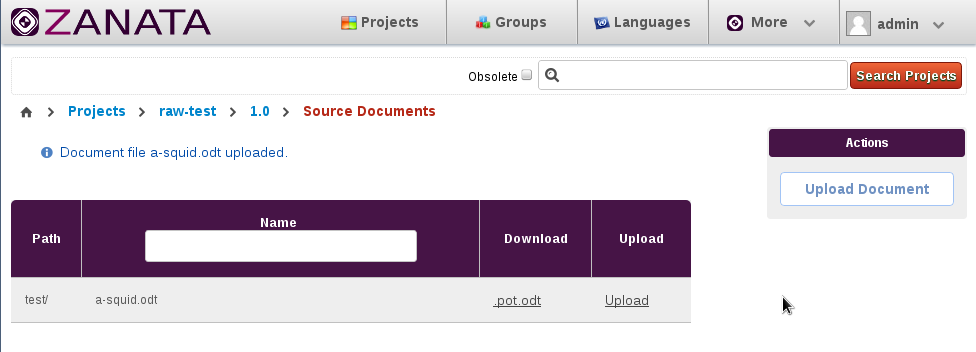 ZANATA Projects Groups Languages More admin
Obsolete Search Projects
Projects raw-test 1.0 Source Documents
Document file a-squid.odt uploaded.
Actions
Upload Document
Path Name Download Upload
test/ a-squid.odt .pot.odt Upload